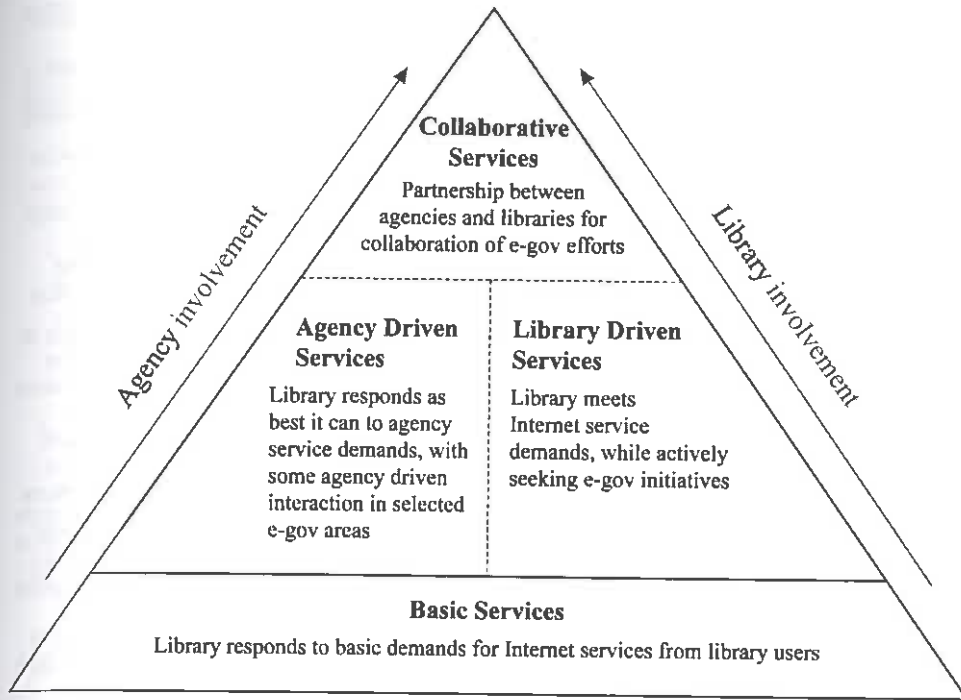 Collaborative
Services
Partnership between
agencies and libraries for
collaboration of e-gov efforts
Agency involvement
Library involvement
Agency Driven
Services
Library responds as
best it can to agency
service demands, with
some agency driven
interaction in selected
e-gov areas
Library Driven
Services
Library meets
Internet service
demands, while actively
seeking e-gov initiatives
Basic Services
Library responds to basic demands for Internet services from library users